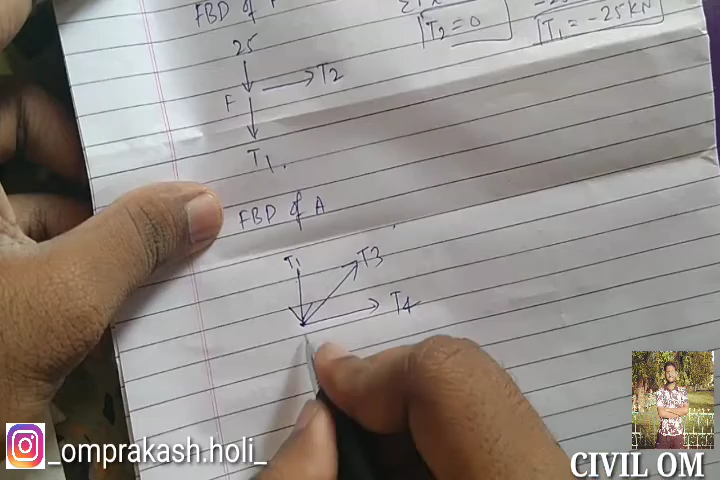 FBD of
T2 = 0
T1 = -25 KN
25
T2
F
T1.
FBD of A
T1
T3
T4
_omprakash.holi_
CIVIL OM